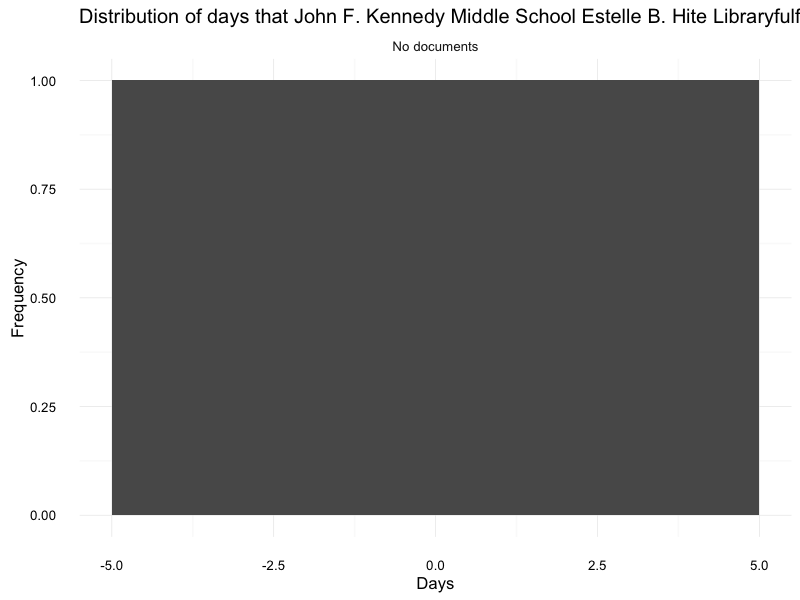 Distribution of days that John F. Kennedy Middle School Estelle B. Hite Libraryfulf
No documents
1.00
0.75
0.50
0.25
0.00
Frequency
-5.0 -2.5 0.0 2.5 5.0
Days